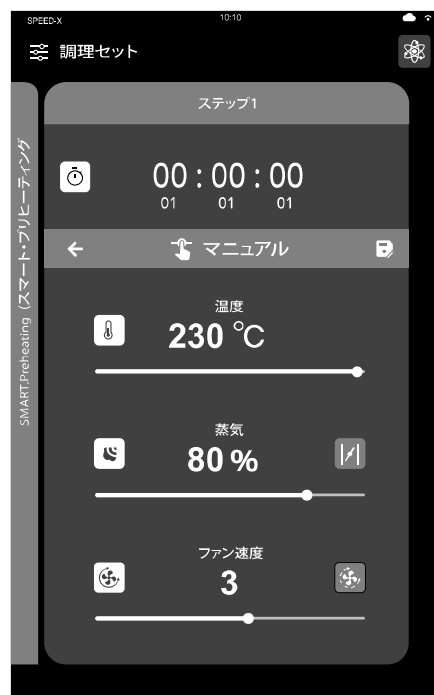 SPEED-X
10:10
調理セット
ステップ1
00 : 00 : 00
01 01 01
マニュアル
温度
230 °C
蒸気
80 %
ファン速度
3
SMART.Preheating (スマート・プリヒーティング